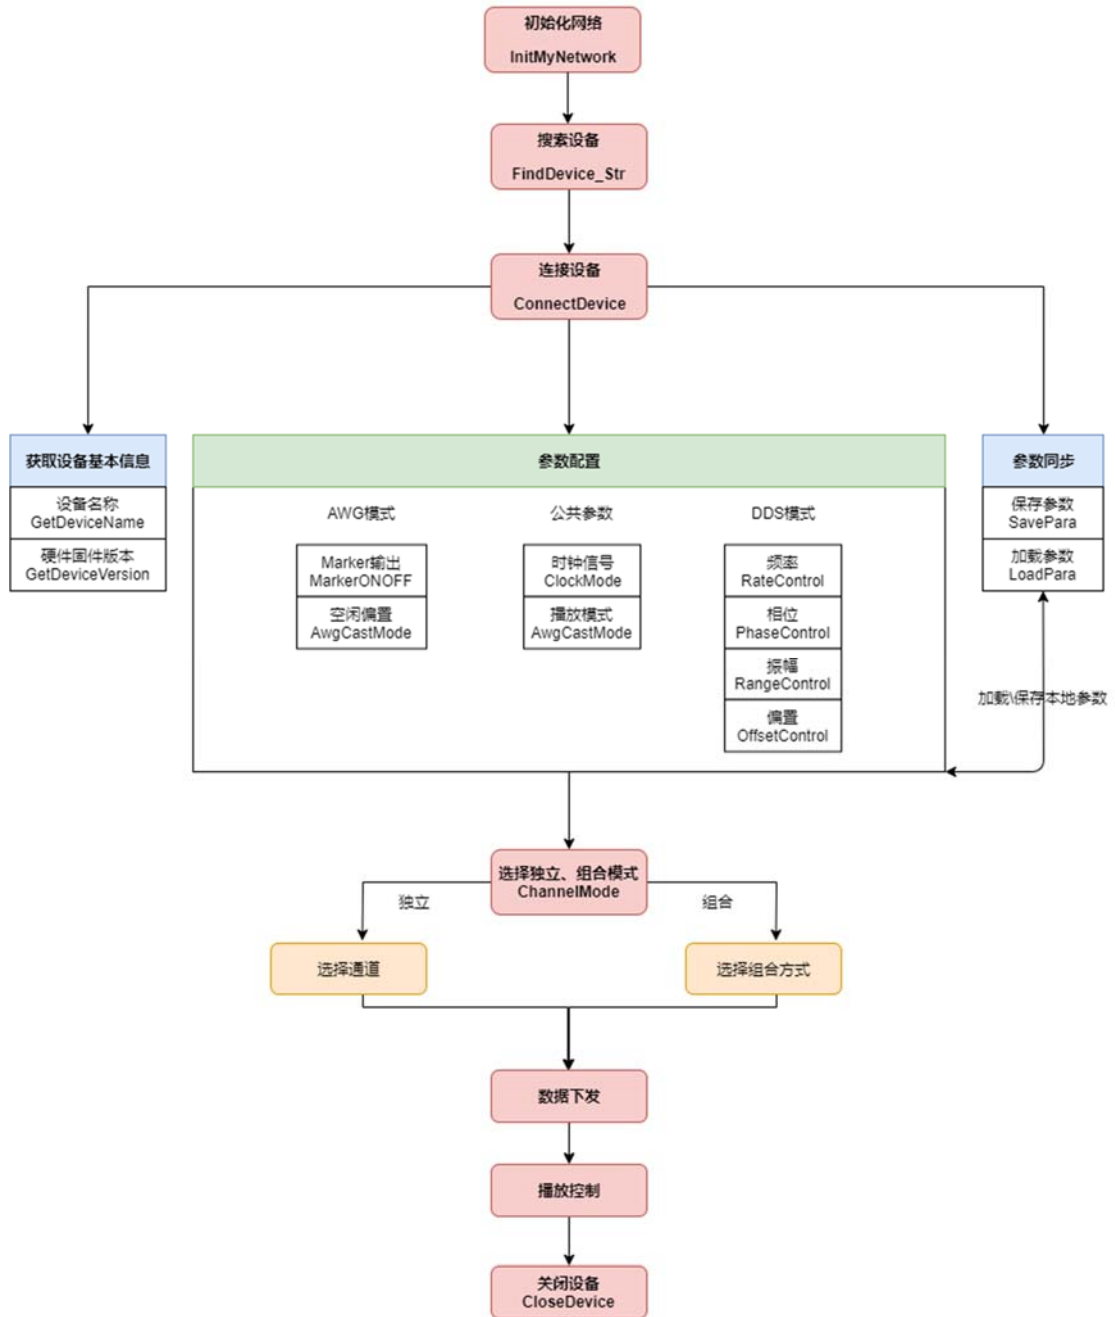 初始化网络
InitMyNetwork
搜索设备
FindDevice_Str
连接设备
ConnectDevice
获取设备基本信息
设备名称
GetDeviceName
硬件固件版本
GetDeviceVersion
参数配置
AWG模式
Marker输出
MarkerONOFF
空闲偏置
AwgCastMode
公共参数
时钟信号
ClockMode
播放模式
AwgCastMode
DDS模式
频率
RateControl
相位
PhaseControl
振幅
RangeControl
偏置
OffsetControl
参数同步
保存参数
SavePara
加载参数
LoadPara
加载\保存本地参数
选择独立、组合模式
ChannelMode
独立
组合
选择通道
选择组合方式
数据下发
播放控制
关闭设备
CloseDevice